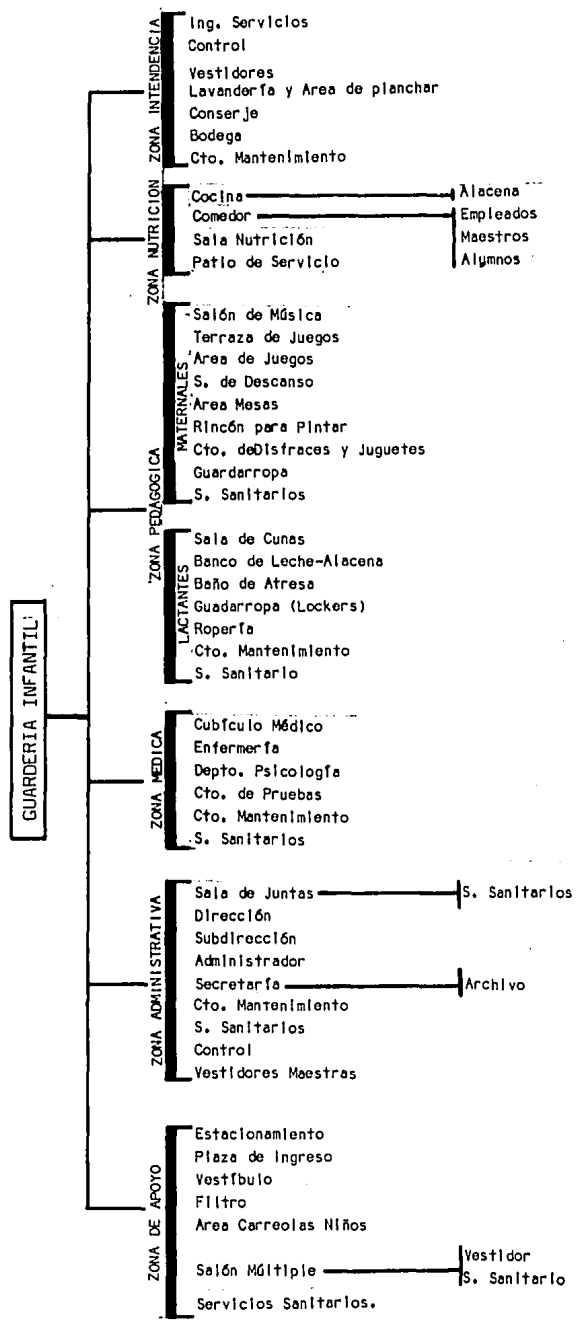 GUARDERIA INFANTIL:
ZONA INTENDENCIA
Ing. Servicios
Control
Vestidores
Lavandería y Area de planchar
Conserje
Bodega
Cto. Mantenimiento
ZONA NUTRICION
Cocina
Alacena
Comedor
Empleados
Maestros
Alymnos
Sala Nutrición
Patio de Servicio
ZONA PEDAGOGICA
MATERNALES
Salón de Música
Terraza de Juegos
Area de Juegos
S. de Descanso
Area Mesas
Rincón para Pintar
Cto. deDisfraces y Juguetes
Guardarropa
S. Sanitarios
LACTANTES
Sala de Cunas
Banco de Leche-Alacena
Baño de Atresa
Guadarropa (Lockers)
Ropería
Cto. Mantenimiento
S. Sanitario
ZONA MEDICA
Cubículo Médico
Enfermería
Depto. Psicología
Cto. de Pruebas
Cto. Mantenimiento
S. Sanitarios
ZONA ADMINISTRATIVA
Sala de Juntas
S. Sanitarios
Dirección
Subdirección
Administrador
Secretaría
Archivo
Cto. Mantenimiento
S. Sanitarios
Control
Vestidores Maestras
ZONA DE APOYO
Estacionamiento
Plaza de Ingreso
Vestíbulo
Filtro
Area Carreolas Niños
Salón Múltiple
Vestidor
S. Sanitario
Servicios Sanitarios.